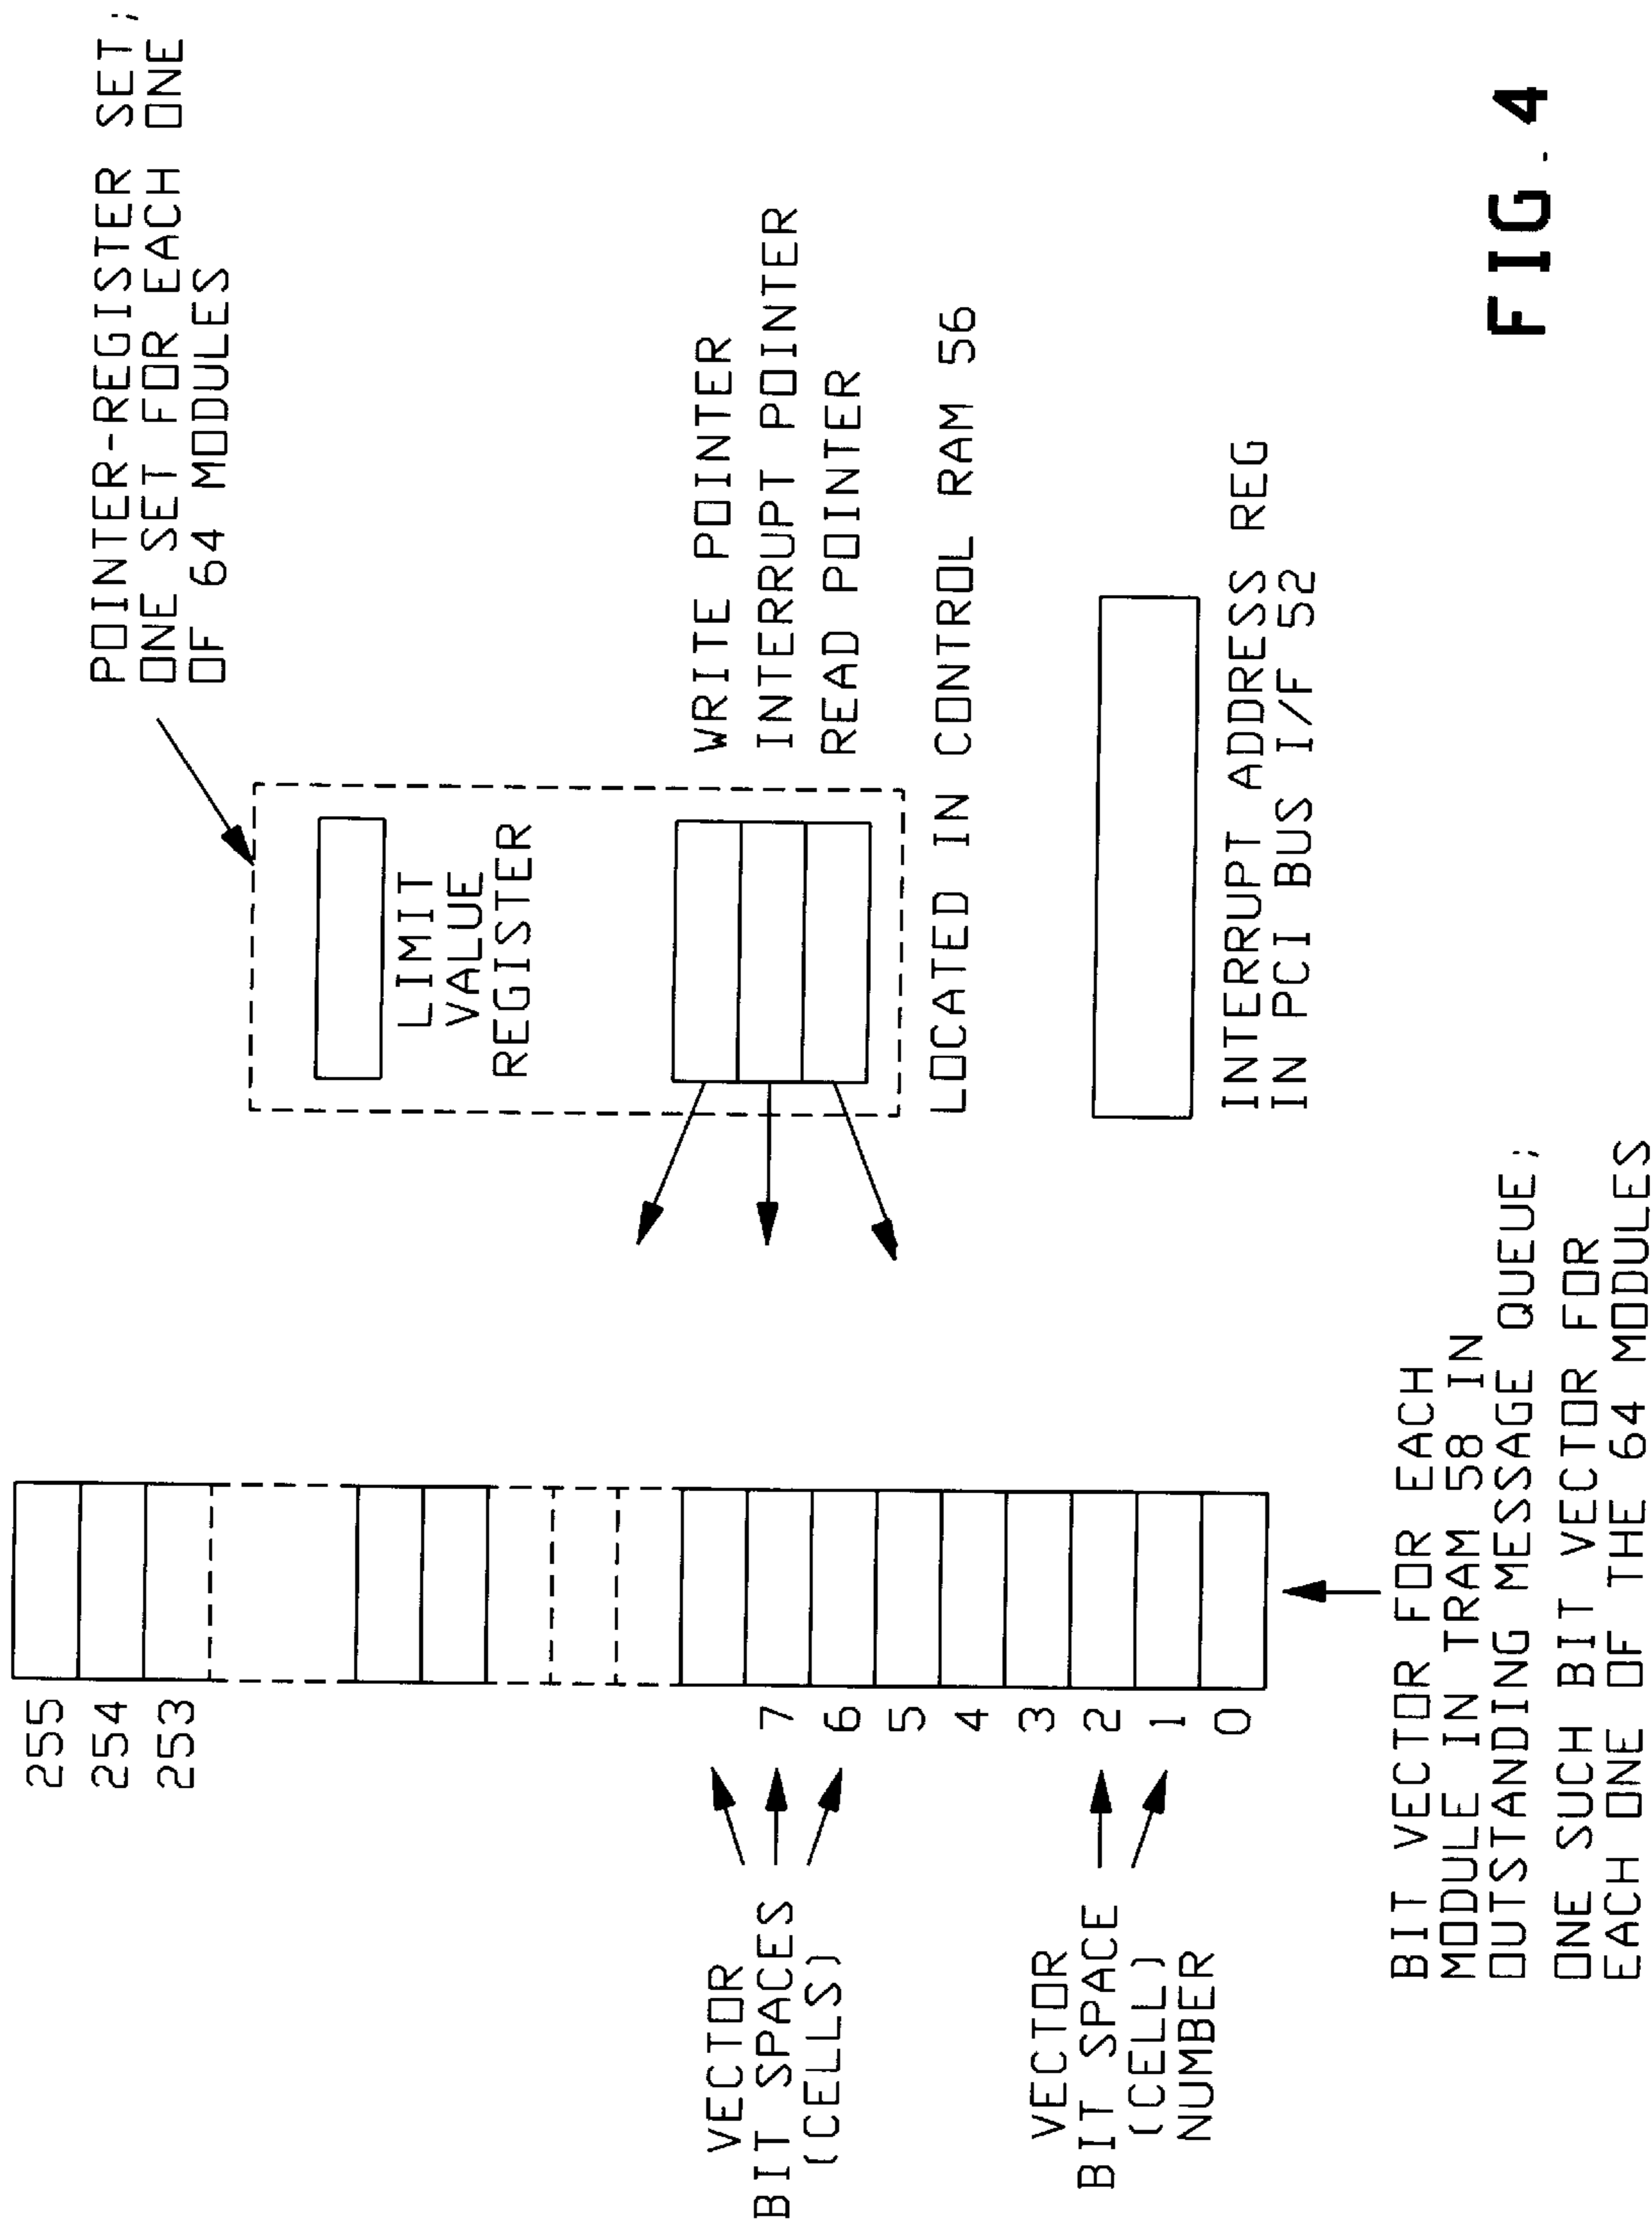 255
254
253
7
6
5
4
3
2
1
0
VECTOR
BIT SPACES
(CELLS)
VECTOR
BIT SPACE
(CELL)
NUMBER
BIT VECTOR FOR EACH
MODULE IN TRAM 58 IN
OUTSTANDING MESSAGE QUEUE;
ONE SUCH BIT VECTOR FOR
EACH ONE OF THE 64 MODULES
POINTER-REGISTER SET;
ONE SET FOR EACH ONE
OF 64 MODULES
LIMIT
VALUE
REGISTER
WRITE POINTER
INTERRUPT POINTER
READ POINTER
LOCATED IN CONTROL RAM 56
INTERRUPT ADDRESS REG
IN PCI BUS I/F 52
FIG. 4